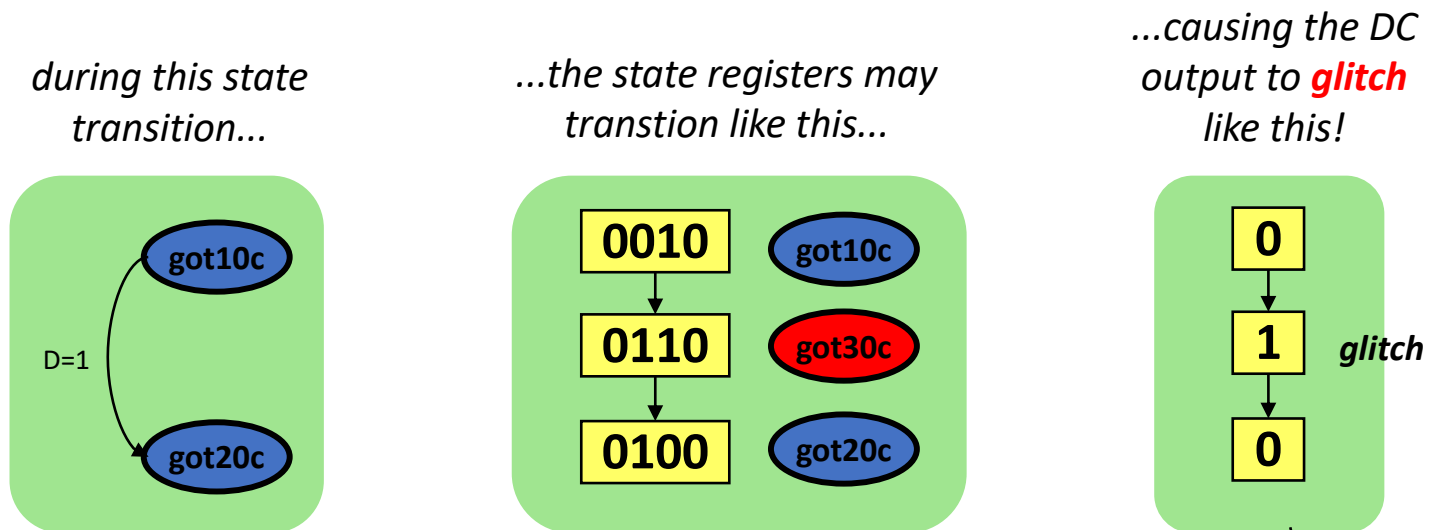 during this state
transition...
D=1
got10c
got20c
...the state registers may
transtion like this...
0010
got10c
0110
got30c
0100
got20c
...causing the DC
output to glitch
like this!
0
1
glitch
0